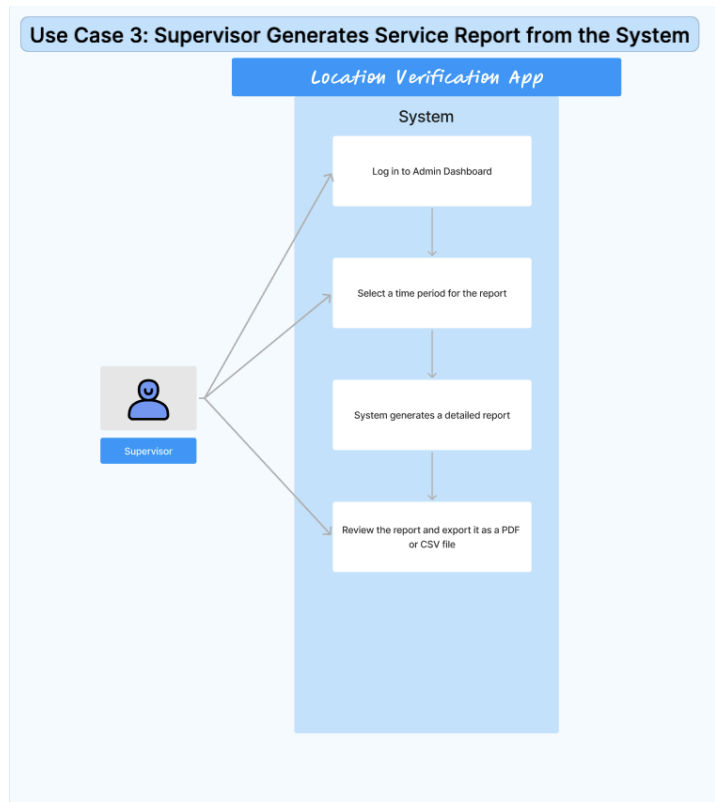 Use Case 3: Supervisor Generates Service Report from the System
Location Verification App
System
Log in to Admin Dashboard
Select a time period for the report
Supervisor
System generates a detailed report
Review the report and export it as a PDF
or CSV file